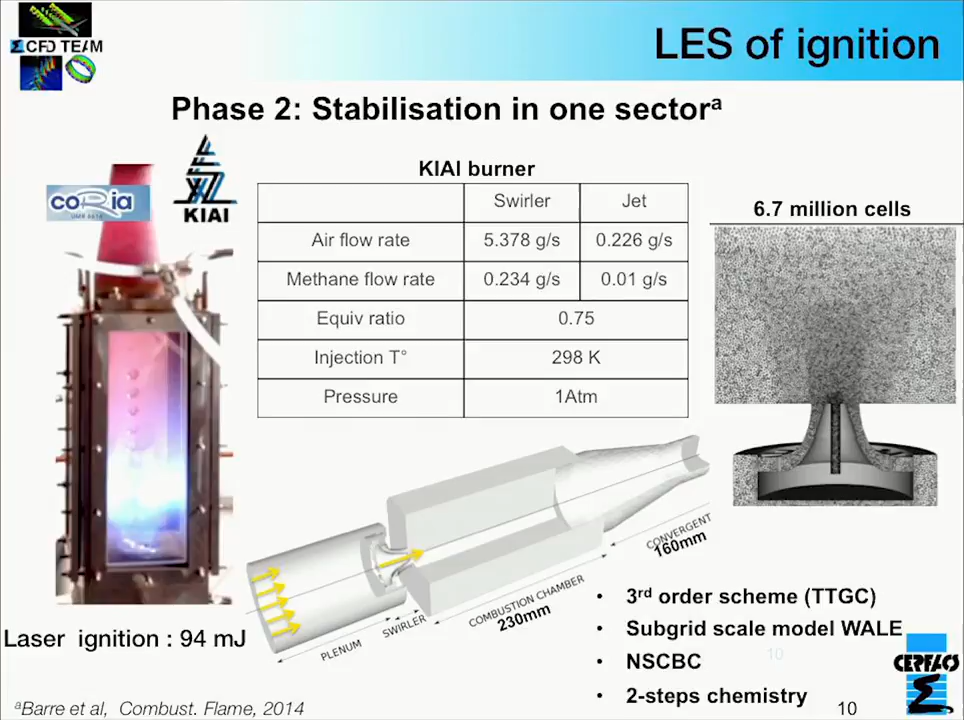 CFD TEAM
LES of ignition
Phase 2: Stabilisation in one sectorᵃ
coria
UMR 6614
KIAI
KIAI burner
Swirler Jet
Air flow rate 5.378 g/s 0.226 g/s
Methane flow rate 0.234 g/s 0.01 g/s
Equiv ratio 0.75
Injection T° 298 K
Pressure 1Atm
6.7 million cells
PLENUM
SWIRLER
COMBUSTION CHAMBER
230mm
CONVERGENT
160mm
Laser ignition : 94 mJ
• 3rd order scheme (TTGC)
• Subgrid scale model WALE
10
• NSCBC
• 2-steps chemistry
CERFACS
ᵃBarre et al, Combust. Flame, 2014
10